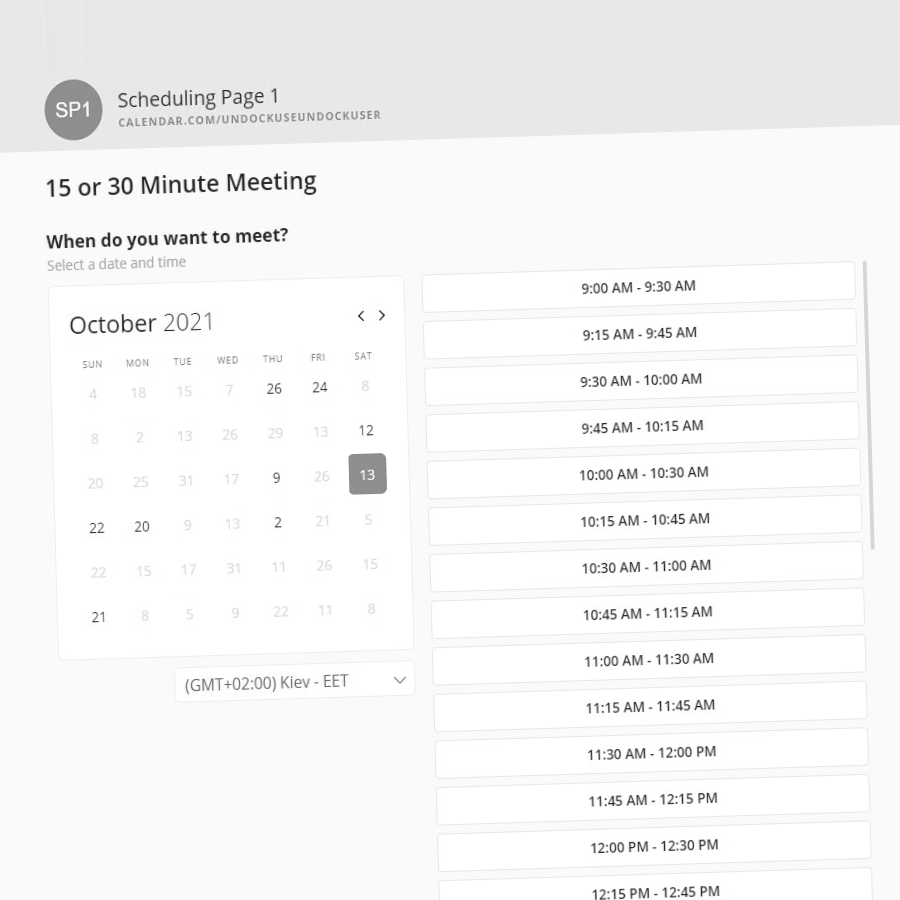 SP1
Scheduling Page 1
CALENDAR.COM/UNDOCKUSEUNDOCKUSER
15 or 30 Minute Meeting
When do you want to meet?
Select a date and time
October 2021
SUN MON TUE WED THU FRI SAT
4 18 15 7 26 24 8
8 2 13 26 29 13 12
20 25 31 17 9 26 13
22 20 9 13 2 21 5
22 15 17 31 11 26 15
21 8 5 9 22 11 8
(GMT+02:00) Kiev - EET
9:00 AM - 9:30 AM
9:15 AM - 9:45 AM
9:30 AM - 10:00 AM
9:45 AM - 10:15 AM
10:00 AM - 10:30 AM
10:15 AM - 10:45 AM
10:30 AM - 11:00 AM
10:45 AM - 11:15 AM
11:00 AM - 11:30 AM
11:15 AM - 11:45 AM
11:30 AM - 12:00 PM
11:45 AM - 12:15 PM
12:00 PM - 12:30 PM
12:15 PM - 12:45 PM